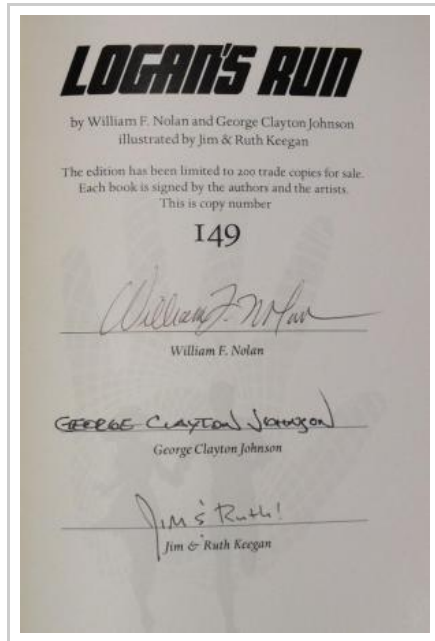 LOGAN'S RUN
by William F. Nolan and George Clayton Johnson
illustrated by Jim & Ruth Keegan
The edition has been limited to 200 trade copies for sale.
Each book is signed by the authors and the artists.
This is copy number
149
William F. Nolan
William F. Nolan
GEORGE CLAYTON JOHNSON
George Clayton Johnson
Jim & Ruth!
Jim & Ruth Keegan